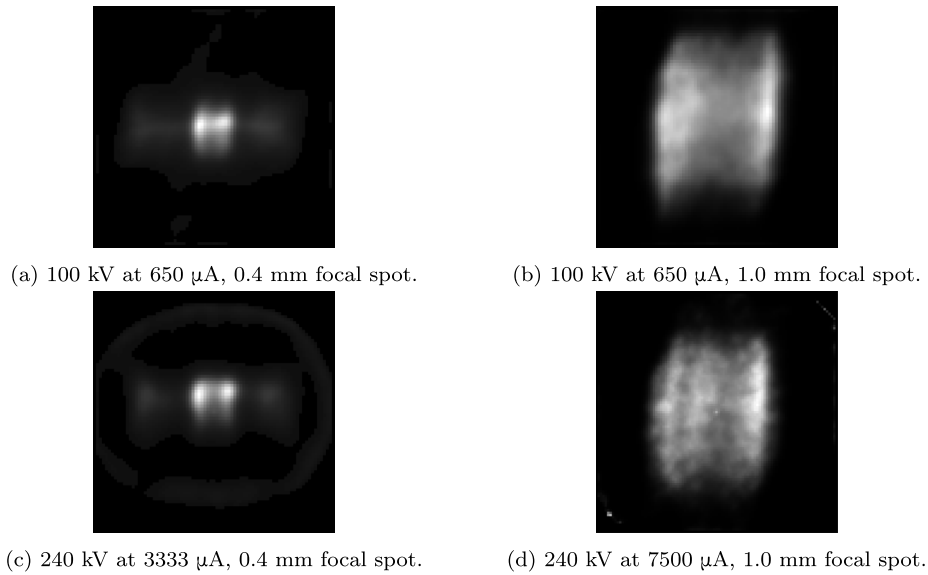 (a) 100 kV at 650 µA, 0.4 mm focal spot.
(b) 100 kV at 650 µA, 1.0 mm focal spot.
(c) 240 kV at 3333 µA, 0.4 mm focal spot.
(d) 240 kV at 7500 µA, 1.0 mm focal spot.